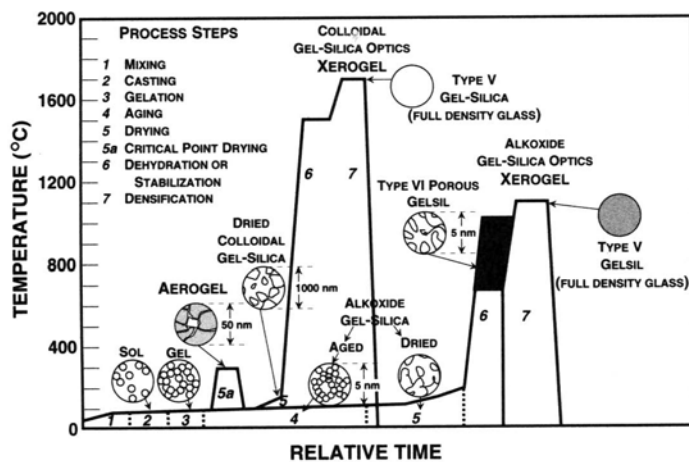 2000
1600
1200
800
400
0
TEMPERATURE (°C)
PROCESS STEPS
1 MIXING
2 CASTING
3 GELATION
4 AGING
5 DRYING
5a CRITICAL POINT DRYING
6 DEHYDRATION OR
STABILIZATION
7 DENSIFICATION
COLLOIDAL
GEL-SILICA OPTICS
XEROGEL
TYPE V
GEL-SILICA
(FULL DENSITY GLASS)
ALKOXIDE
GEL-SILICA OPTICS
XEROGEL
TYPE VI POROUS
GELSIL
5 nm
TYPE V
GELSIL
(FULL DENSITY GLASS)
DRIED
COLLOIDAL
GEL-SILICA
1000 nm
AEROGEL
50 nm
SOL
GEL
ALKOXIDE
GEL-SILICA
AGED
DRIED
5 nm
6
7
6
7
5a
5
1
2
3
4
5
RELATIVE TIME